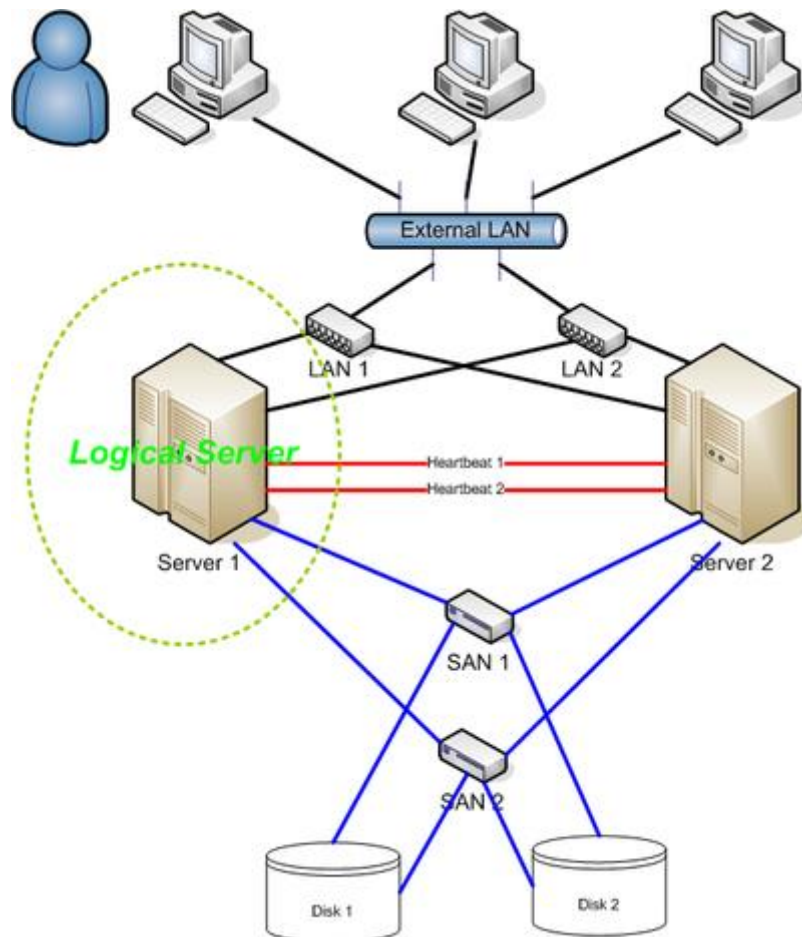 External LAN
LAN 1
LAN 2
Logical Server
Heartbeat 1
Heartbeat 2
Server 1
Server 2
SAN 1
SAN 2
Disk 1
Disk 2